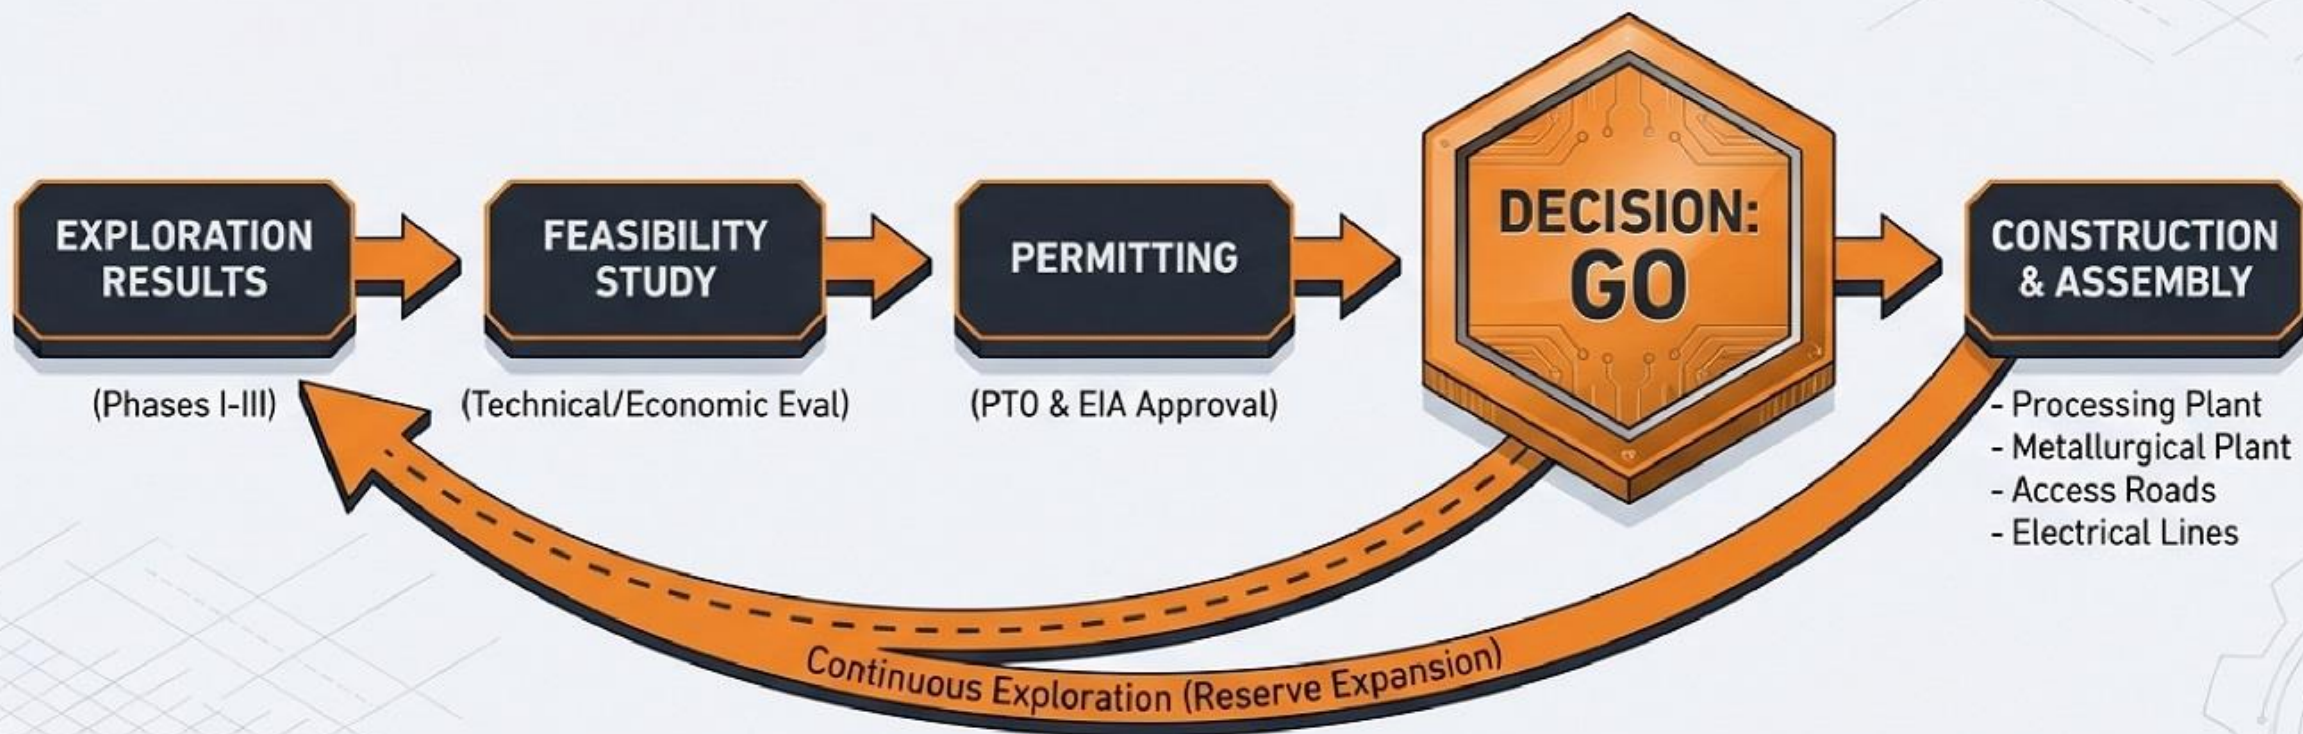 EXPLORATION
RESULTS
(Phases I-III)
FEASIBILITY
STUDY
(Technical/Economic Eval)
PERMITTING
(PTO & EIA Approval)
DECISION:
GO
CONSTRUCTION
& ASSEMBLY
- Processing Plant
- Metallurgical Plant
- Access Roads
- Electrical Lines
Continuous Exploration (Reserve Expansion)